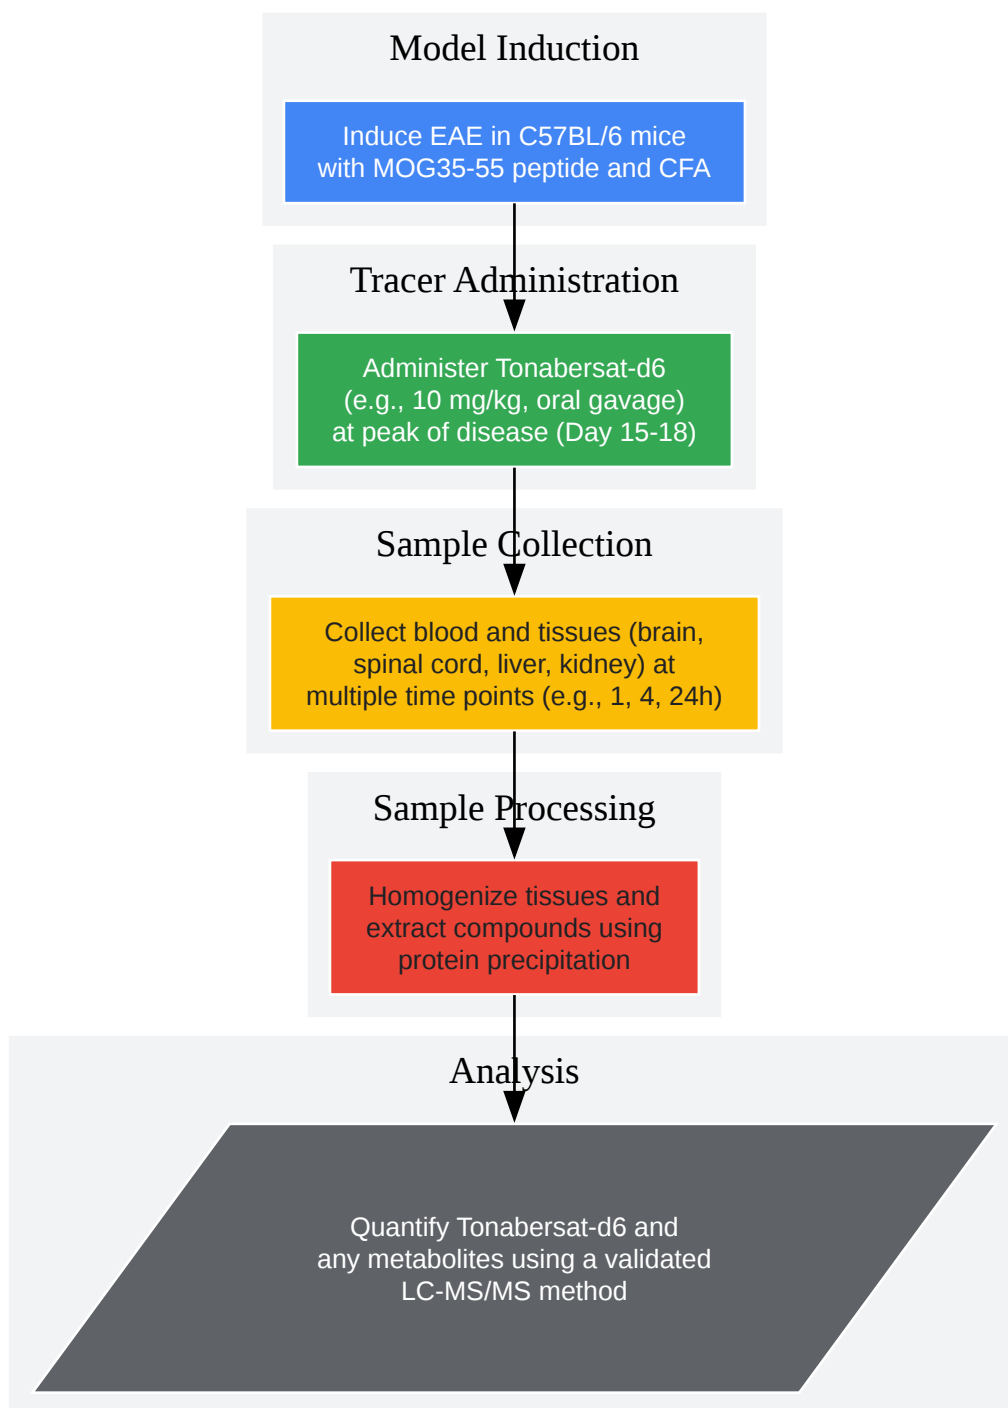 Model Induction
Induce EAE in C57BL/6 mice
with MOG35-55 peptide and CFA
Tracer Administration
Administer Tonabersat-d6
(e.g., 10 mg/kg, oral gavage)
at peak of disease (Day 15-18)
Sample Collection
Collect blood and tissues (brain,
spinal cord, liver, kidney) at
multiple time points (e.g., 1, 4, 24h)
Sample Processing
Homogenize tissues and
extract compounds using
protein precipitation
Analysis
Quantify Tonabersat-d6 and
any metabolites using a validated
LC-MS/MS method